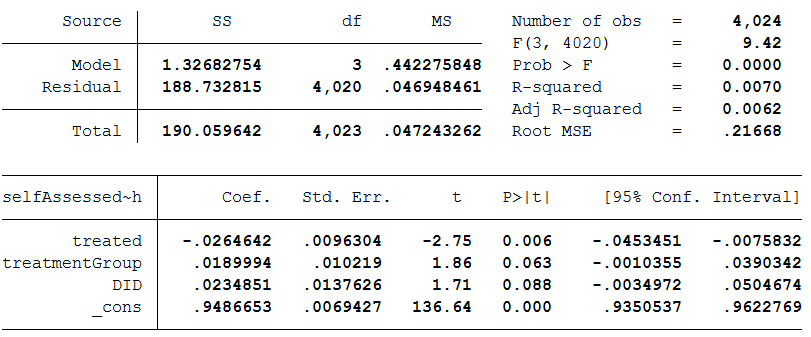 Source SS df MS Number of obs = 4,024
F(3, 4020) = 9.42
Model 1.32682754 3 .442275848 Prob > F = 0.0000
Residual 188.732815 4,020 .046948461 R-squared = 0.0070
Adj R-squared = 0.0062
Total 190.059642 4,023 .047243262 Root MSE = .21668
selfAssessed~h Coef. Std. Err. t P>|t| [95% Conf. Interval]
treated -.0264642 .0096304 -2.75 0.006 -.0453451 -.0075832
treatmentGroup .0189994 .010219 1.86 0.063 -.0010355 .0390342
DID .0234851 .0137626 1.71 0.088 -.0034972 .0504674
_cons .9486653 .0069427 136.64 0.000 .9350537 .9622769